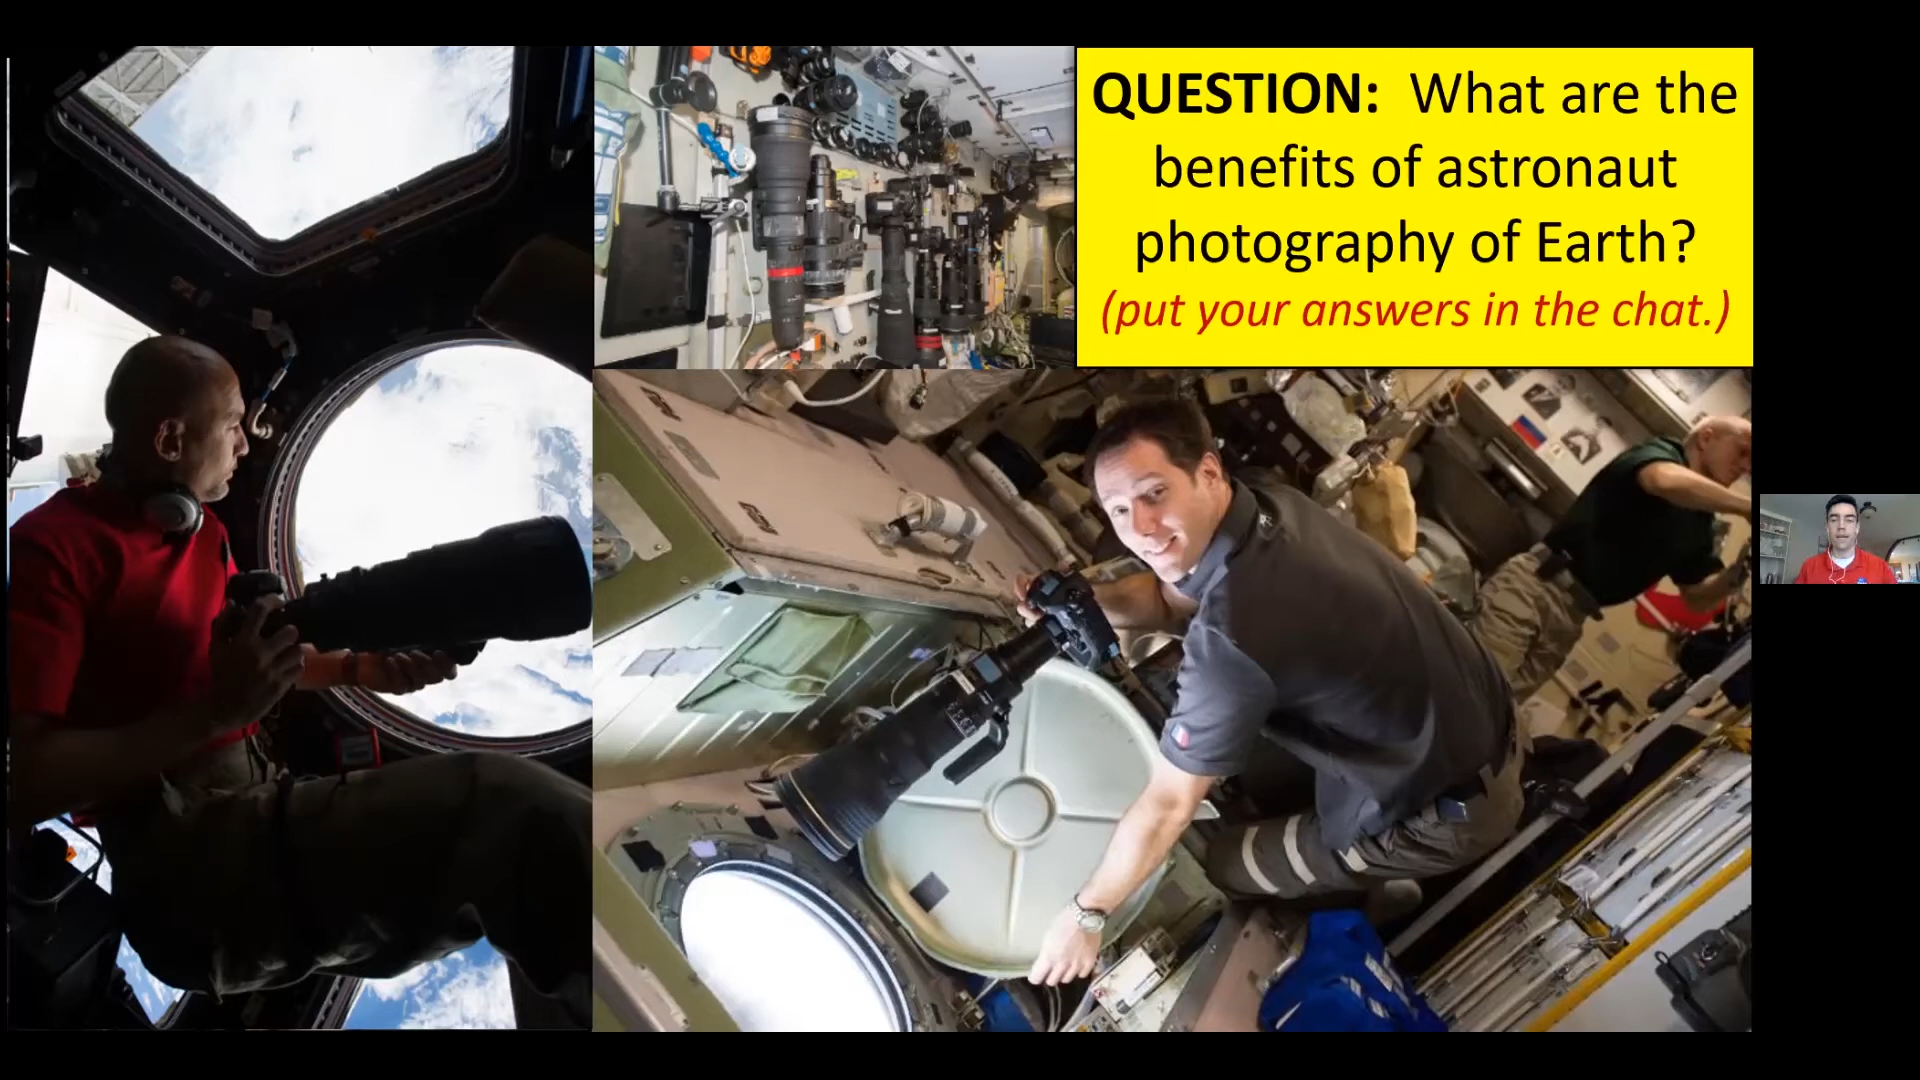 QUESTION: What are the
benefits of astronaut
photography of Earth?
(put your answers in the chat.)